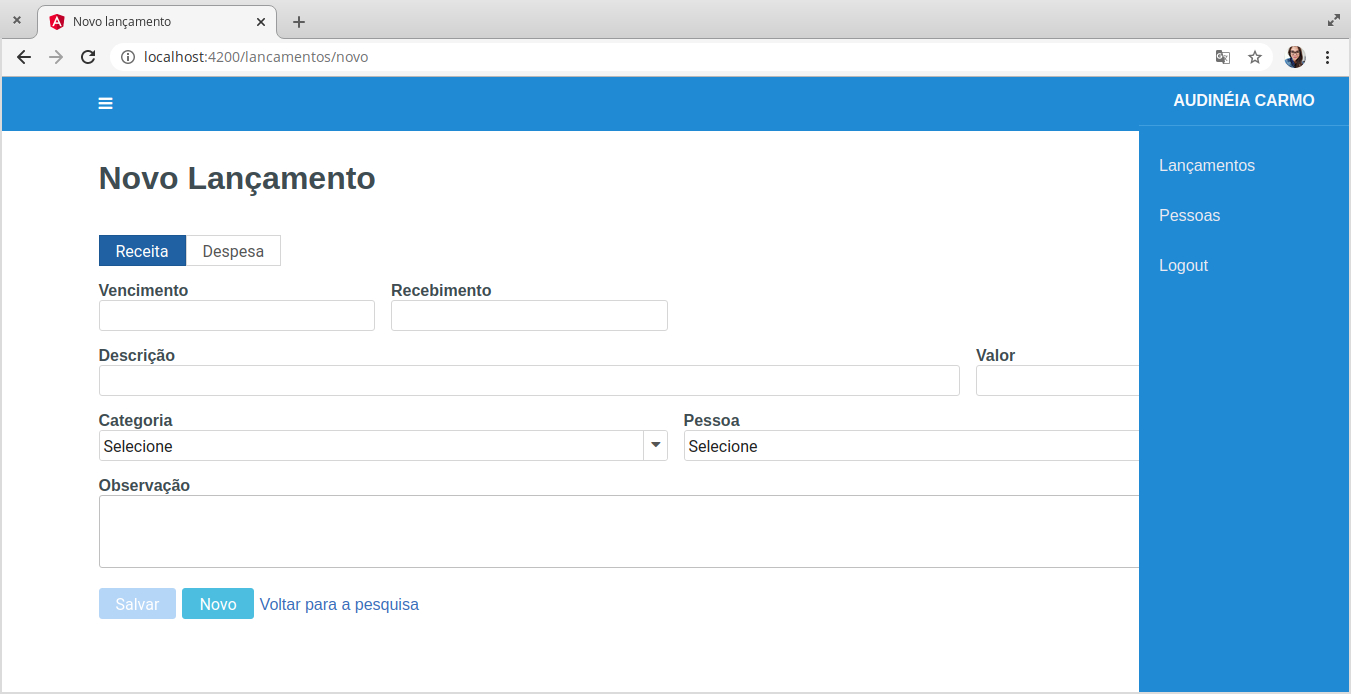 Novo lançamento
localhost:4200/lancamentos/novo
AUDINÉIA CARMO
Lançamentos
Pessoas
Logout
Novo Lançamento
Receita Despesa
Vencimento Recebimento
Descrição Valor
Categoria Pessoa
Selecione Selecione
Observação
Salvar Novo Voltar para a pesquisa